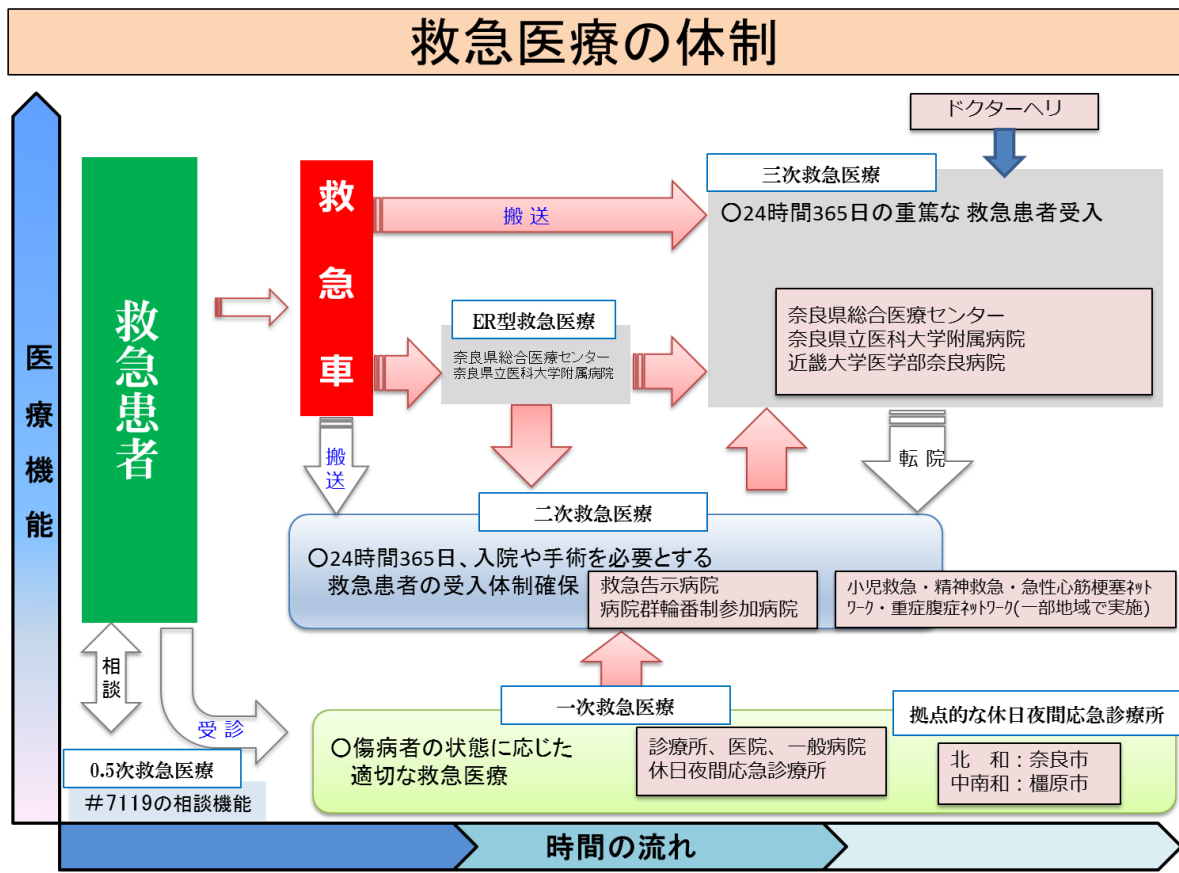 救急医療の体制
ドクターヘリ
医療機能
救急患者
救急車
搬 送
三次救急医療
〇24時間365日の重篤な 救急患者受入
奈良県総合医療センター
奈良県立医科大学附属病院
近畿大学医学部奈良病院
ER型救急医療
奈良県総合医療センター
奈良県立医科大学附属病院
搬送
転 院
二次救急医療
〇24時間365日、入院や手術を必要とする
救急患者の受入体制確保
救急告示病院
病院群輪番制参加病院
小児救急・精神救急・急性心筋梗塞ﾈｯﾄ
ﾜｰｸ・重症腹症ﾈｯﾄﾜｰｸ(一部地域で実施)
相談
受 診
0.5次救急医療
＃7119の相談機能
一次救急医療
〇傷病者の状態に応じた
適切な救急医療
診療所、医院、一般病院
休日夜間応急診療所
拠点的な休日夜間応急診療所
北　和：奈良市
中南和：橿原市
時間の流れ